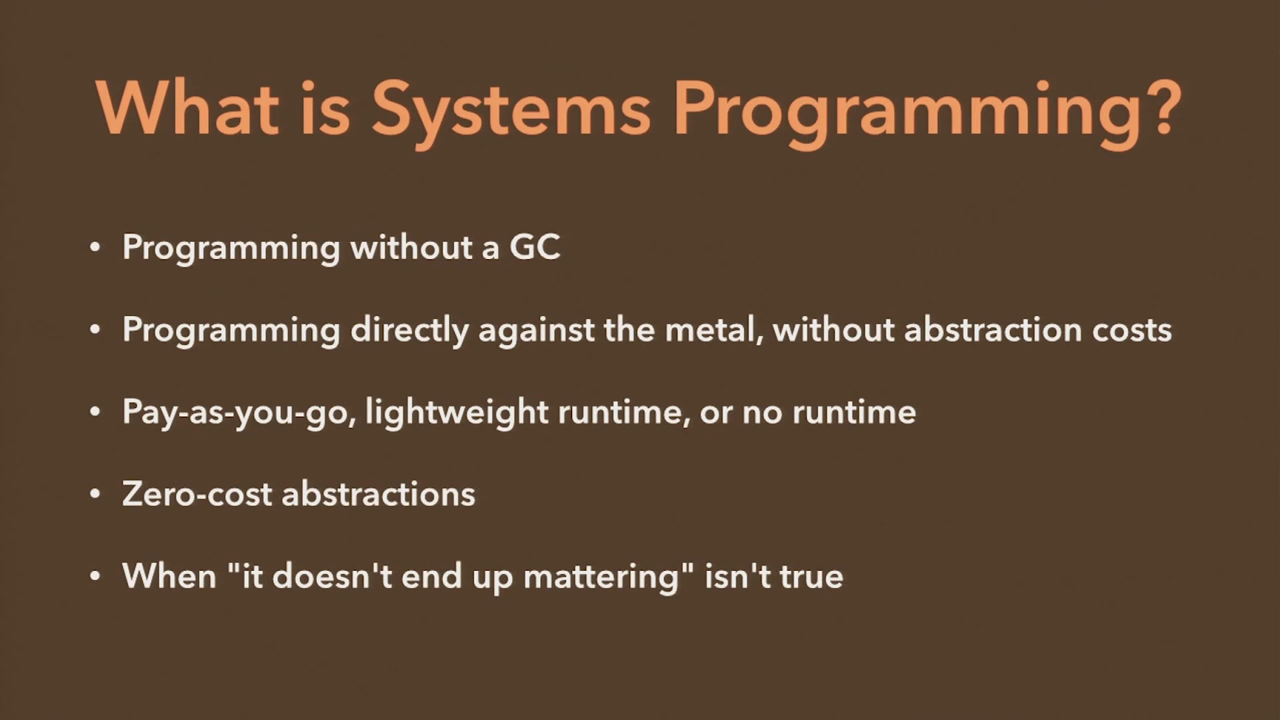 What is Systems Programming?
• Programming without a GC
• Programming directly against the metal, without abstraction costs
• Pay-as-you-go, lightweight runtime, or no runtime
• Zero-cost abstractions
• When "it doesn't end up mattering" isn't true